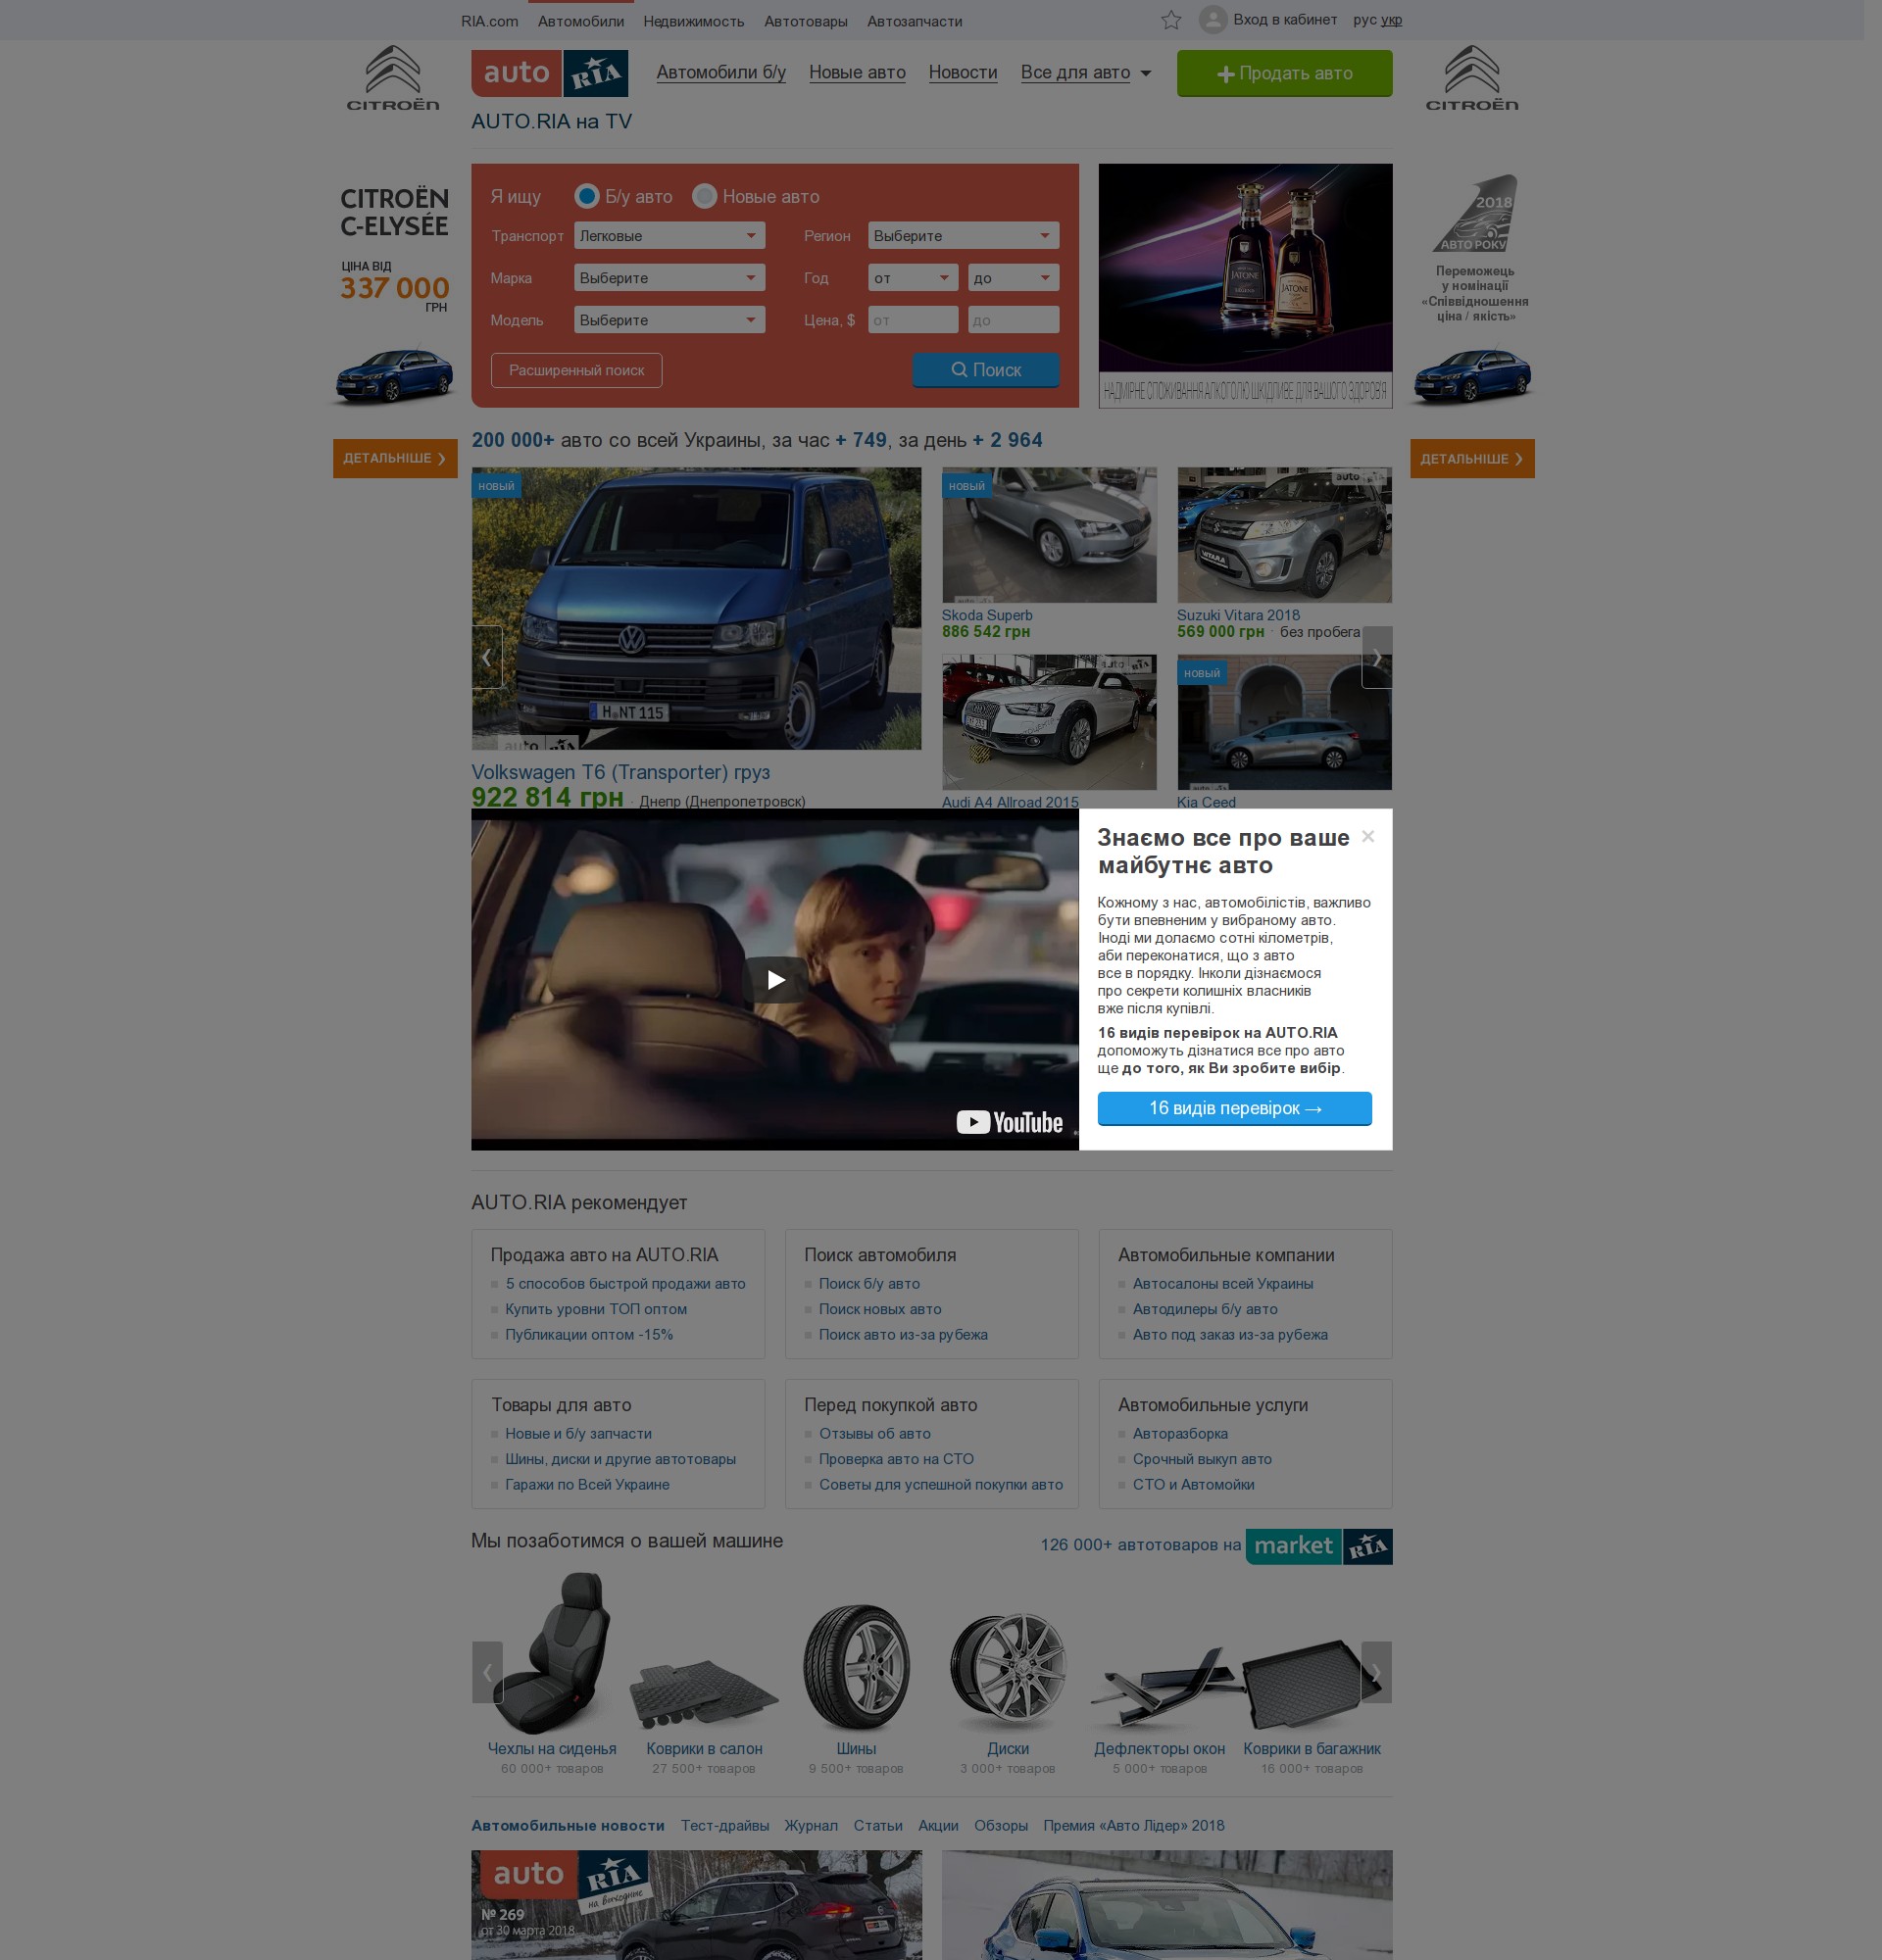 RIA.com Автомобили Недвижимость Автотовары Автозапчасти Вход в кабинет рус укр
CITROËN
auto RIA Автомобили б/у Новые авто Новости Все для авто Продать авто
CITROËN
AUTO.RIA на TV
CITROËN
C-ELYSÉE
ЦІНА ВІД
337 000
ГРН
ДЕТАЛЬНІШЕ
Я ищу Б/у авто Новые авто
Транспорт Легковые Регион Выберите
Марка Выберите Год от до
Модель Выберите Цена, $ от до
Расширенный поиск Поиск
JATONE JATONE
НАДМІРНЕ СПОЖИВАННЯ АЛКОГОЛЮ ШКІДЛИВЕ ДЛЯ ВАШОГО ЗДОРОВ'Я
2018
АВТО РОКУ
Переможець
у номінації
«Співвідношення
ціна / якість»
ДЕТАЛЬНІШЕ
200 000+ авто со всей Украины, за час + 749, за день + 2 964
новый
H NT 115
auto RIA
Volkswagen T6 (Transporter) груз
922 814 грн · Днепр (Днепропетровск)
новый
Skoda Superb
886 542 грн
auto
VITARA
Suzuki Vitara 2018
569 000 грн · без пробега
auto RIA
Audi A4 Allroad 2015
новый
auto
Kia Ceed
YouTube
Знаємо все про ваше
майбутнє авто
Кожному з нас, автомобілістів, важливо
бути впевненим у вибраному авто.
Іноді ми долаємо сотні кілометрів,
аби переконатися, що з авто
все в порядку. Інколи дізнаємося
про секрети колишніх власників
вже після купівлі.
16 видів перевірок на AUTO.RIA
допоможуть дізнатися все про авто
ще до того, як Ви зробите вибір.
16 видів перевірок →
AUTO.RIA рекомендует
Продажа авто на AUTO.RIA
5 способов быстрой продажи авто
Купить уровни ТОП оптом
Публикации оптом -15%
Поиск автомобиля
Поиск б/у авто
Поиск новых авто
Поиск авто из-за рубежа
Автомобильные компании
Автосалоны всей Украины
Автодилеры б/у авто
Авто под заказ из-за рубежа
Товары для авто
Новые и б/у запчасти
Шины, диски и другие автотовары
Гаражи по Всей Украине
Перед покупкой авто
Отзывы об авто
Проверка авто на СТО
Советы для успешной покупки авто
Автомобильные услуги
Авторазборка
Срочный выкуп авто
СТО и Автомойки
Мы позаботимся о вашей машине
126 000+ автотоваров на market RIA
Чехлы на сиденья
60 000+ товаров
Коврики в салон
27 500+ товаров
Шины
9 500+ товаров
Диски
3 000+ товаров
Дефлекторы окон
5 000+ товаров
Коврики в багажник
16 000+ товаров
Автомобильные новости Тест-драйвы Журнал Статьи Акции Обзоры Премия «Авто Лідер» 2018
auto RIA
на выходные
№ 269
от 30 марта 2018